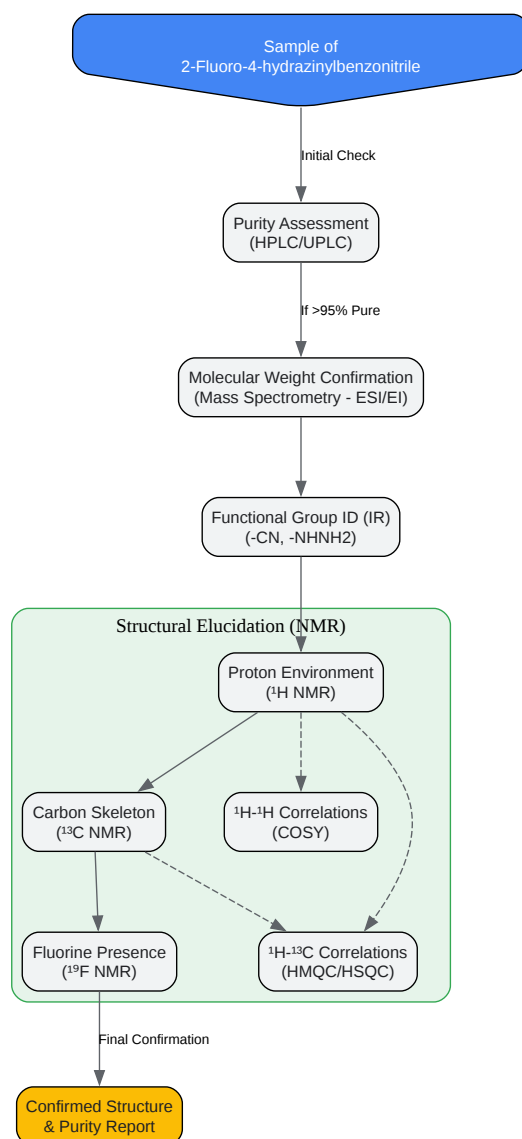 Sample of
2-Fluoro-4-hydrazinylbenzonitrile
Initial Check
Purity Assessment
(HPLC/UPLC)
If >95% Pure
Molecular Weight Confirmation
(Mass Spectrometry - ESI/EI)
Functional Group ID (IR)
(-CN, -NHNH2)
Structural Elucidation (NMR)
Proton Environment
(¹H NMR)
Carbon Skeleton
(¹³C NMR)
¹H-¹H Correlations
(COSY)
Fluorine Presence
(¹⁹F NMR)
¹H-¹³C Correlations
(HMQC/HSQC)
Final Confirmation
Confirmed Structure
& Purity Report